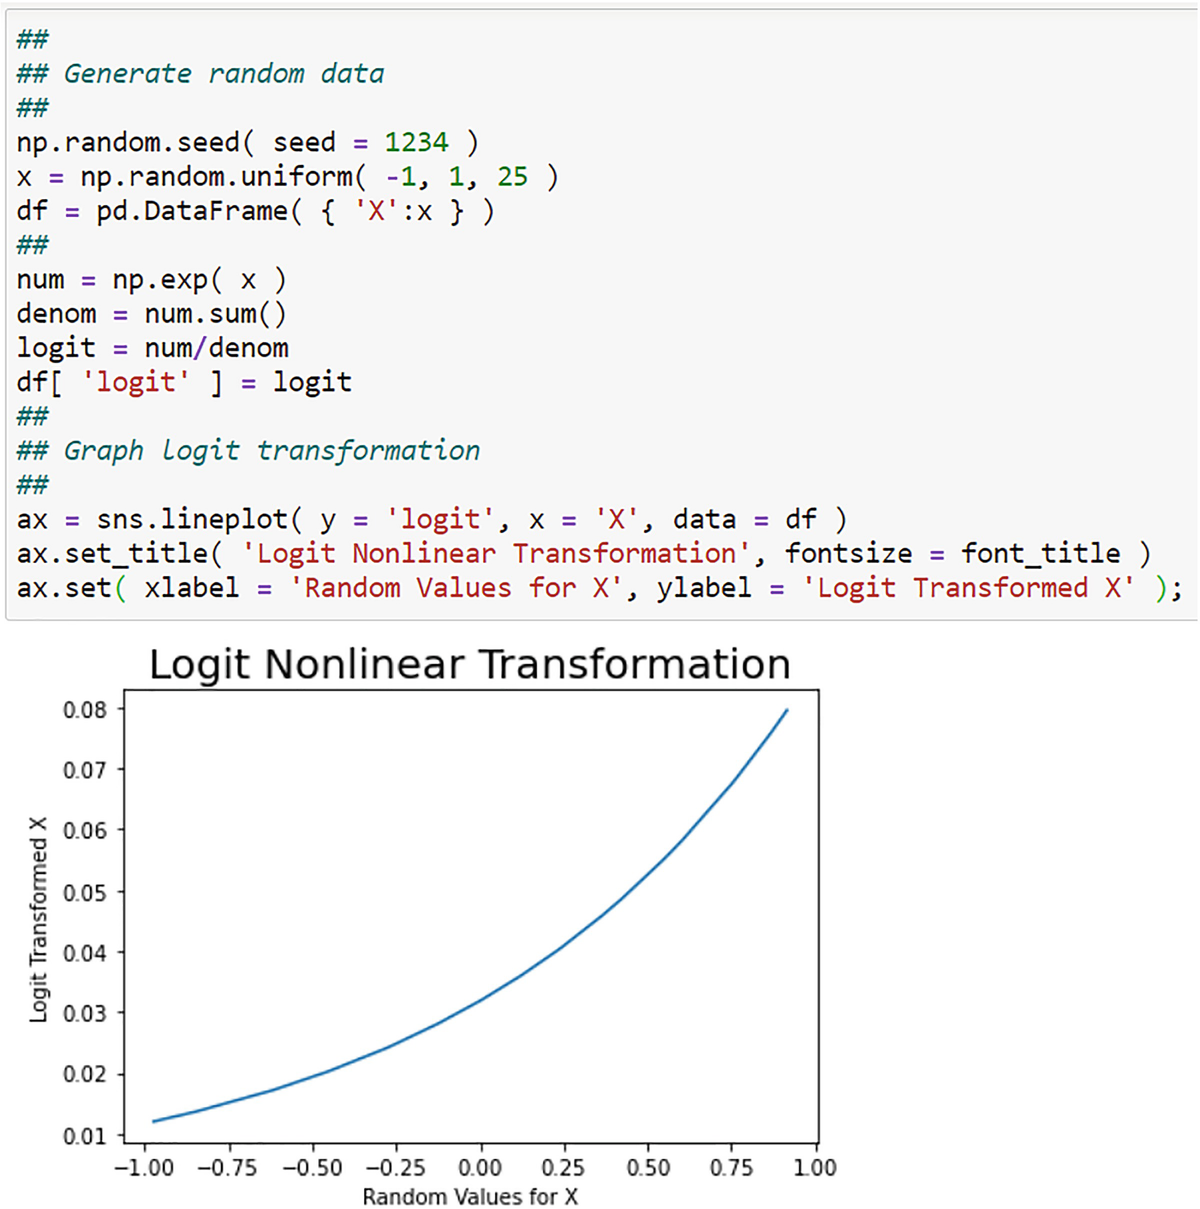 ##
## Generate random data
##
np.random.seed( seed = 1234 )
x = np.random.uniform( -1, 1, 25 )
df = pd.DataFrame( { 'X':x } )
##
num = np.exp( x )
denom = num.sum()
logit = num/denom
df[ 'logit' ] = logit
##
## Graph logit transformation
##
ax = sns.lineplot( y = 'logit', x = 'X', data = df )
ax.set_title( 'Logit Nonlinear Transformation', fontsize = font_title )
ax.set( xlabel = 'Random Values for X', ylabel = 'Logit Transformed X' );
Logit Nonlinear Transformation
Logit Transformed X
0.08
0.07
0.06
0.05
0.04
0.03
0.02
0.01
−1.00 −0.75 −0.50 −0.25 0.00 0.25 0.50 0.75 1.00
Random Values for X